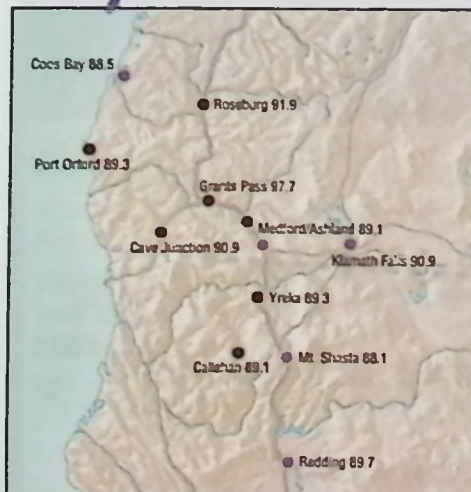 Coos Bay 88.5
Roseburg 91.9
Port Orford 89.3
Grants Pass 97.7
Medford/Ashland 89.1
Cave Junction 90.9
Klamath Falls 90.9
Yreka 89.3
Callahan 89.1
Mt. Shasta 88.1
Redding 89.7